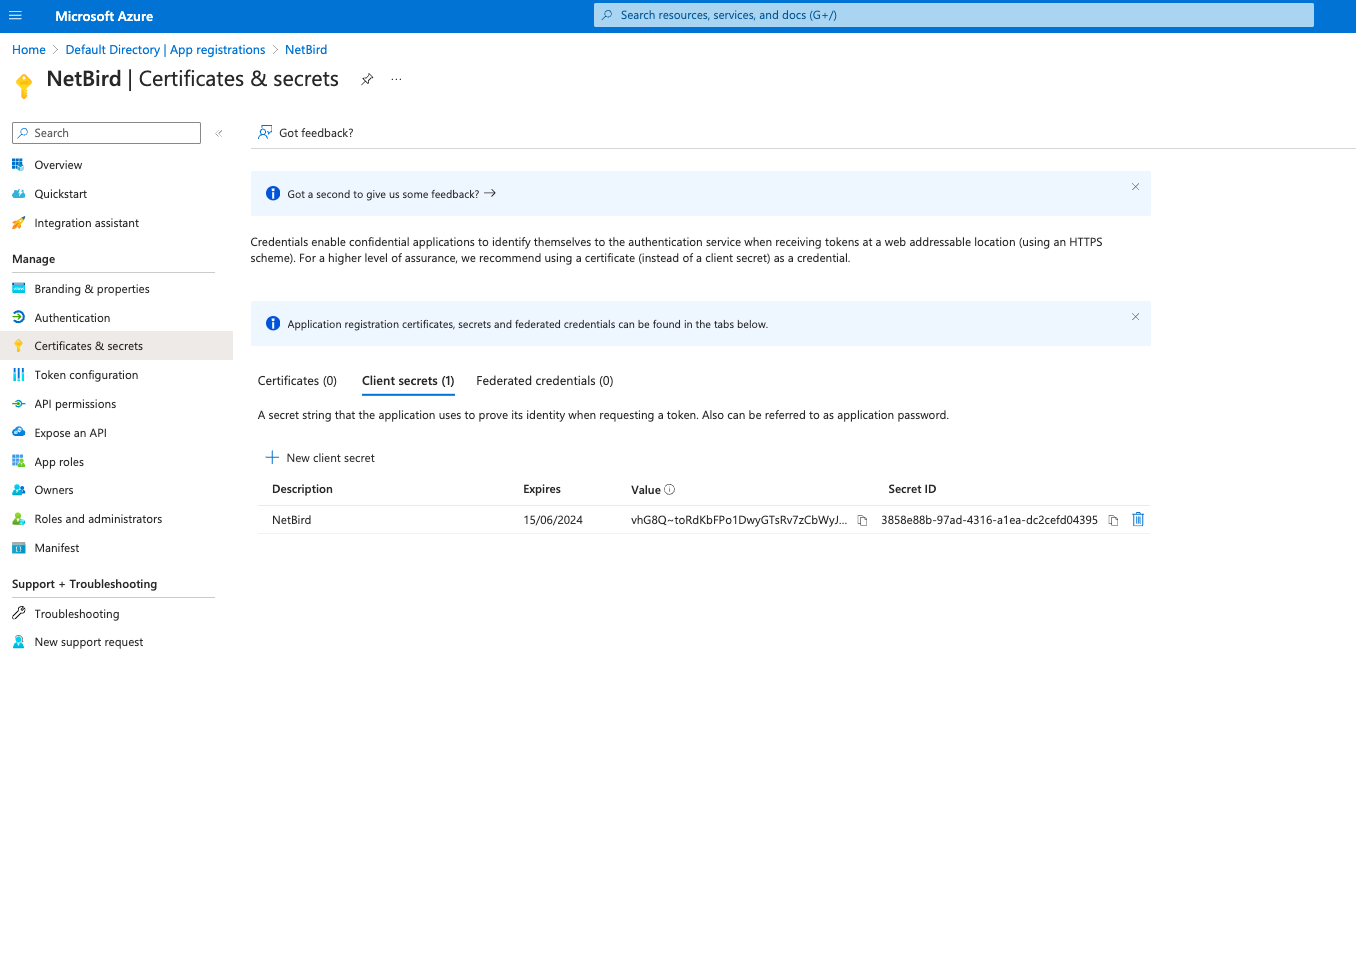 Microsoft Azure
Search resources, services, and docs (G+/)
Home > Default Directory | App registrations > NetBird
NetBird | Certificates & secrets
...
Search
Got feedback?
Overview
Quickstart
Integration assistant
Manage
Branding & properties
Authentication
Certificates & secrets
Token configuration
API permissions
Expose an API
App roles
Owners
Roles and administrators
Manifest
Support + Troubleshooting
Troubleshooting
New support request
Got a second to give us some feedback? →
Credentials enable confidential applications to identify themselves to the authentication service when receiving tokens at a web addressable location (using an HTTPS
scheme). For a higher level of assurance, we recommend using a certificate (instead of a client secret) as a credential.
Application registration certificates, secrets and federated credentials can be found in the tabs below.
Certificates (0) Client secrets (1) Federated credentials (0)
A secret string that the application uses to prove its identity when requesting a token. Also can be referred to as application password.
New client secret
Description Expires Value Secret ID
NetBird 15/06/2024 vhG8Q~toRdKbFPo1DwyGTsRv7zCbWyJ... 3858e88b-97ad-4316-a1ea-dc2cefd04395